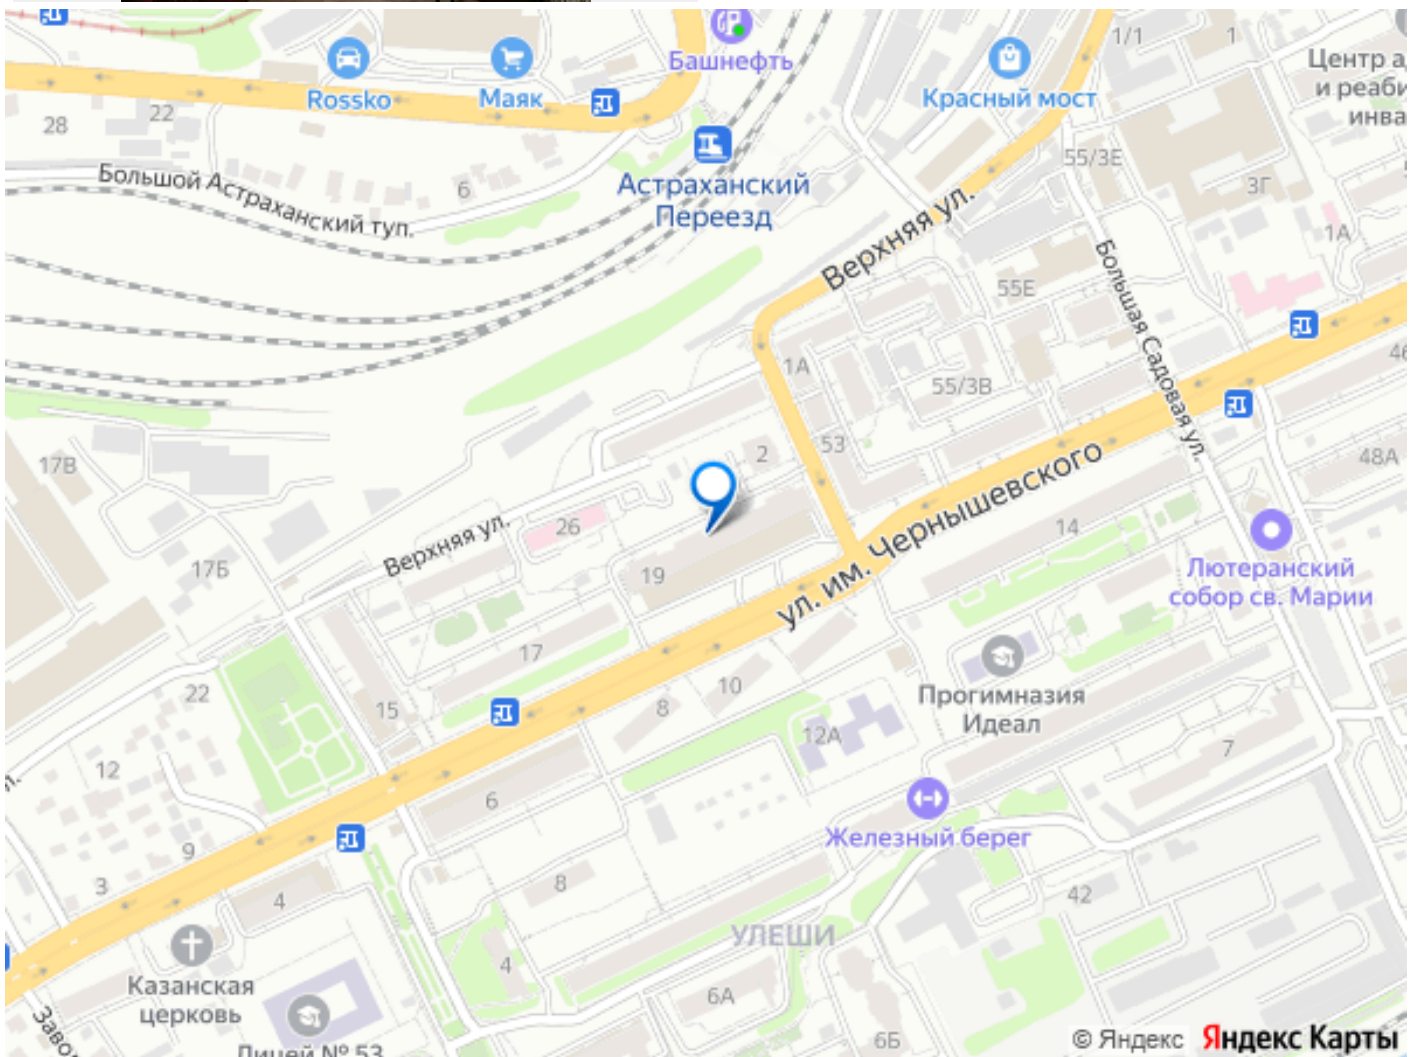 Башнефть
1/1
1
Rossko
Маяк
Красный мост
Центр а
и реаби
инва
28
22
6
55/3Е
3Г
Большой Астраханский туп.
Астраханский
Переезд
Верхняя ул.
1А
55Е
Большая Садовая ул.
1А
55/3В
46
17В
2
53
48А
ул. им. Чернышевского
Верхняя ул.
26
14
17Б
19
Лютеранский
собор св. Марии
17
22
15
10
8
Прогимназия
Идеал
12А
7
12
6
Железный берег
9
3
4
8
42
УЛЕШИ
4
Казанская
церковь
6А
6Б
Лицей № 53
© Яндекс Яндекс Карты